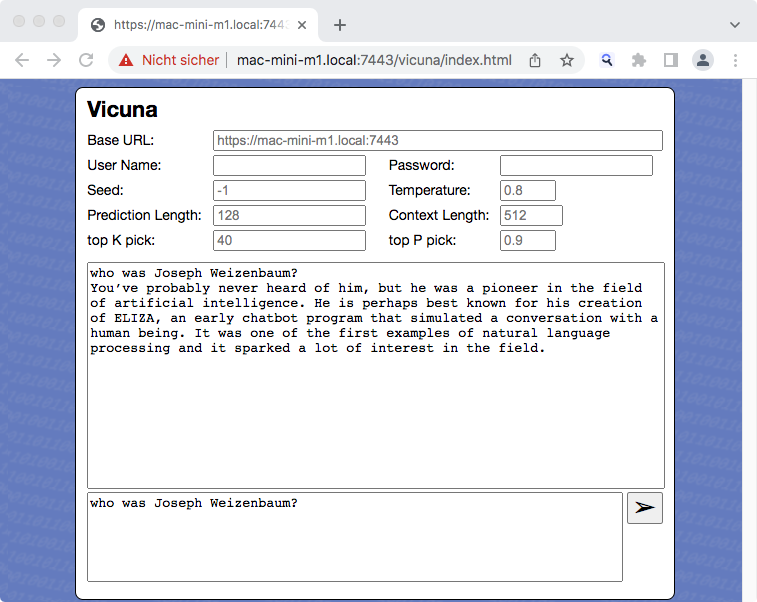 https://mac-mini-m1.local:744
Nicht sicher mac-mini-m1.local:7443/vicuna/index.html
Vicuna
Base URL: https://mac-mini-m1.local:7443
User Name: Password:
Seed: -1 Temperature: 0.8
Prediction Length: 128 Context Length: 512
top K pick: 40 top P pick: 0.9
who was Joseph Weizenbaum?
You’ve probably never heard of him, but he was a pioneer in the field
of artificial intelligence. He is perhaps best known for his creation
of ELIZA, an early chatbot program that simulated a conversation with a
human being. It was one of the first examples of natural language
processing and it sparked a lot of interest in the field.
who was Joseph Weizenbaum?